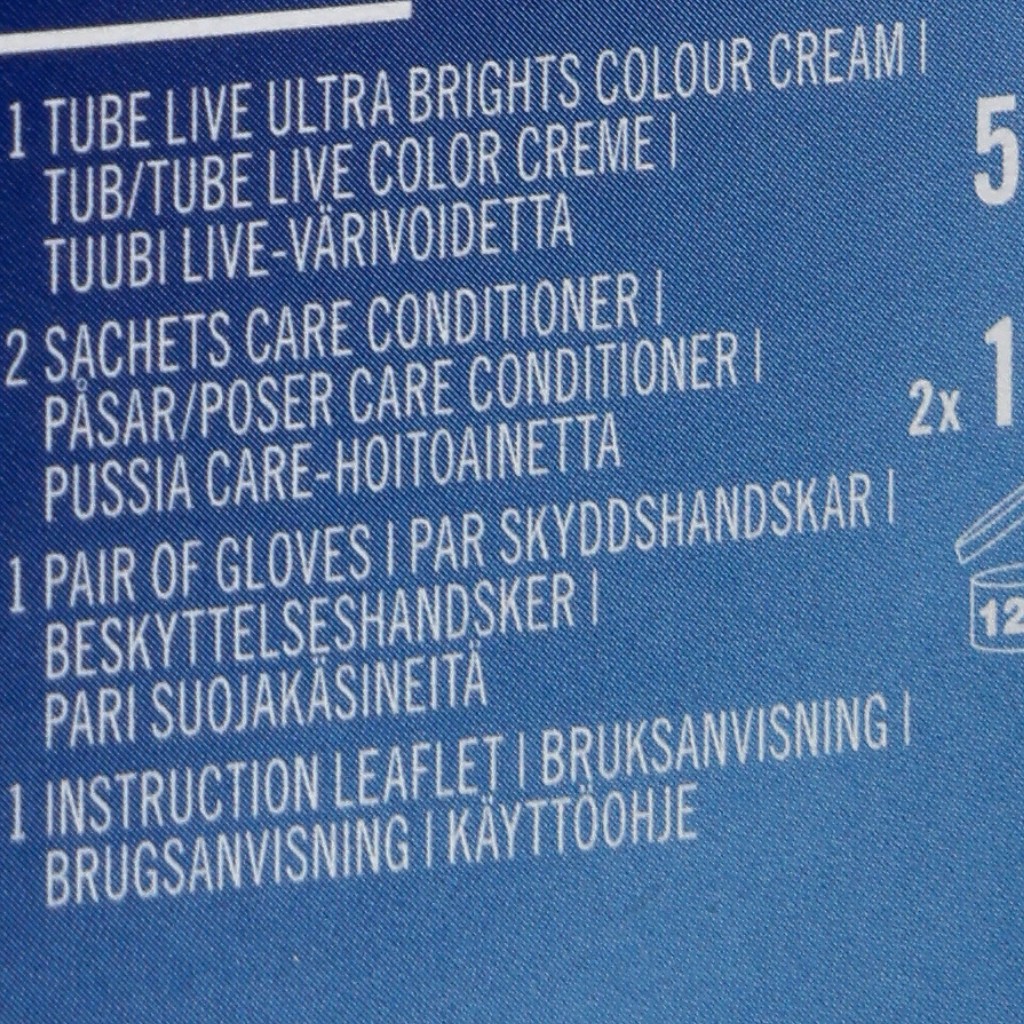 1 TUBE LIVE ULTRA BRIGHTS COLOUR CREAM |
TUB/TUBE LIVE COLOR CREME |
TUUBI LIVE-VÄRIVOIDETTA
5
2 SACHETS CARE CONDITIONER |
PÅSAR/POSER CARE CONDITIONER |
PUSSIA CARE-HOITOAINETTA
2x 1
1 PAIR OF GLOVES | PAR SKYDDSHANDSKAR |
BESKYTTELSESHANDSKER |
PARI SUOJAKÄSINEITÄ
12
1 INSTRUCTION LEAFLET | BRUKSANVISNING |
BRUGSANVISNING | KÄYTTÖOHJE